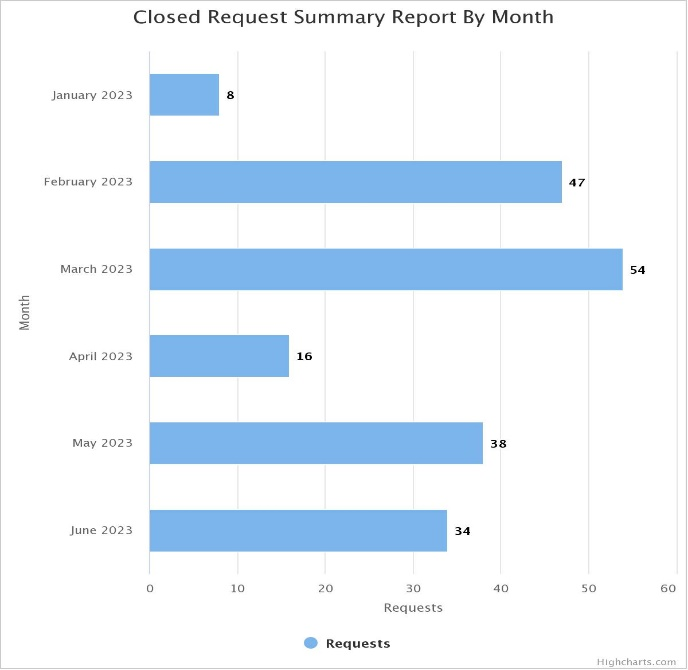 Closed Request Summary Report By Month
January 2023
8
February 2023
47
March 2023
54
Month
April 2023
16
May 2023
38
June 2023
34
0 10 20 30 40 50 60
Requests
Requests
Highcharts.com